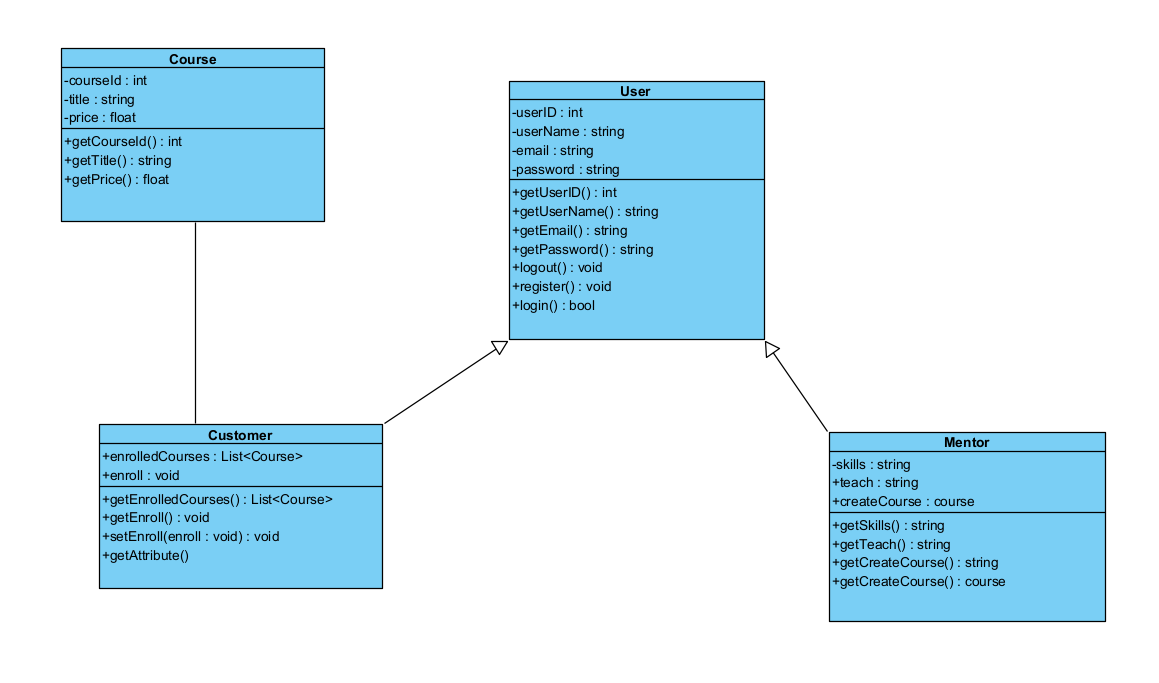 Course
-courseId : int
-title : string
-price : float
+getCourseId() : int
+getTitle() : string
+getPrice() : float
User
-userID : int
-userName : string
-email : string
-password : string
+getUserID() : int
+getUserName() : string
+getEmail() : string
+getPassword() : string
+logout() : void
+register() : void
+login() : bool
Customer
+enrolledCourses : List<Course>
+enroll : void
+getEnrolledCourses() : List<Course>
+getEnroll() : void
+setEnroll(enroll : void) : void
+getAttribute()
Mentor
-skills : string
+teach : string
+createCourse : course
+getSkills() : string
+getTeach() : string
+getCreateCourse() : string
+getCreateCourse() : course